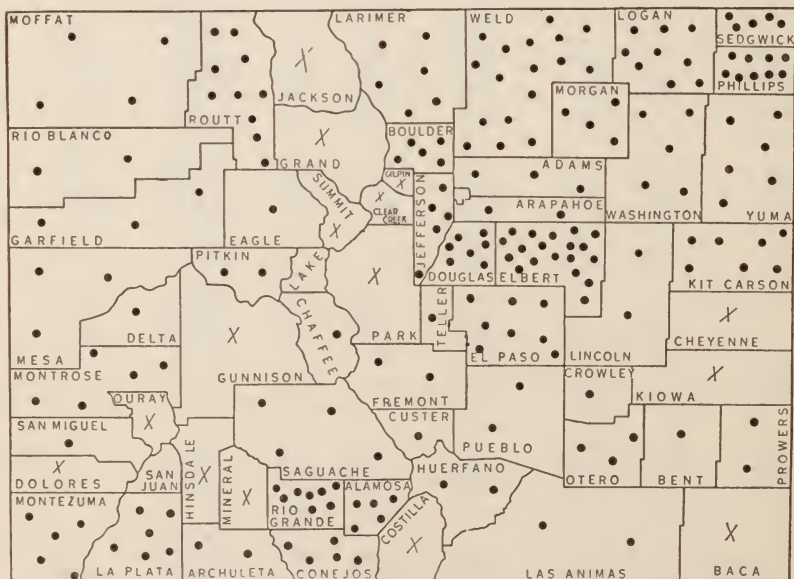 MOFFAT
LARIMER
WELD
LOGAN
SEDGWICK
PHILLIPS
X
JACKSON
ROUTT
MORGAN
RIO BLANCO
BOULDER
X
GRAND
GILPIN
X
ADAMS
SUMMIT
X
X
CLEAR
CREEK
JEFFERSON
ARAPAHOE
WASHINGTON
YUMA
GARFIELD
EAGLE
PITKIN
LAKE
DOUGLAS
ELBERT
KIT CARSON
X
PARK
TELLER
X
CHEYENNE
DELTA
X
CHAFFEE
MESA
GUNNISON
EL PASO
LINCOLN
MONTROSE
CROWLEY
X
KIOWA
OURAY
X
FREMONT
CUSTER
SAN MIGUEL
PUEBLO
PROWERS
X
DOLORES
SAN
JUAN
HINSDALE
X
MINERAL
X
SAGUACHE
HUERFANO
OTERO
BENT
MONTEZUMA
RIO
GRANDE
ALAMOSA
COSTILLA
X
LA PLATA
ARCHULETA
CONEJOS
LAS ANIMAS
X
BACA